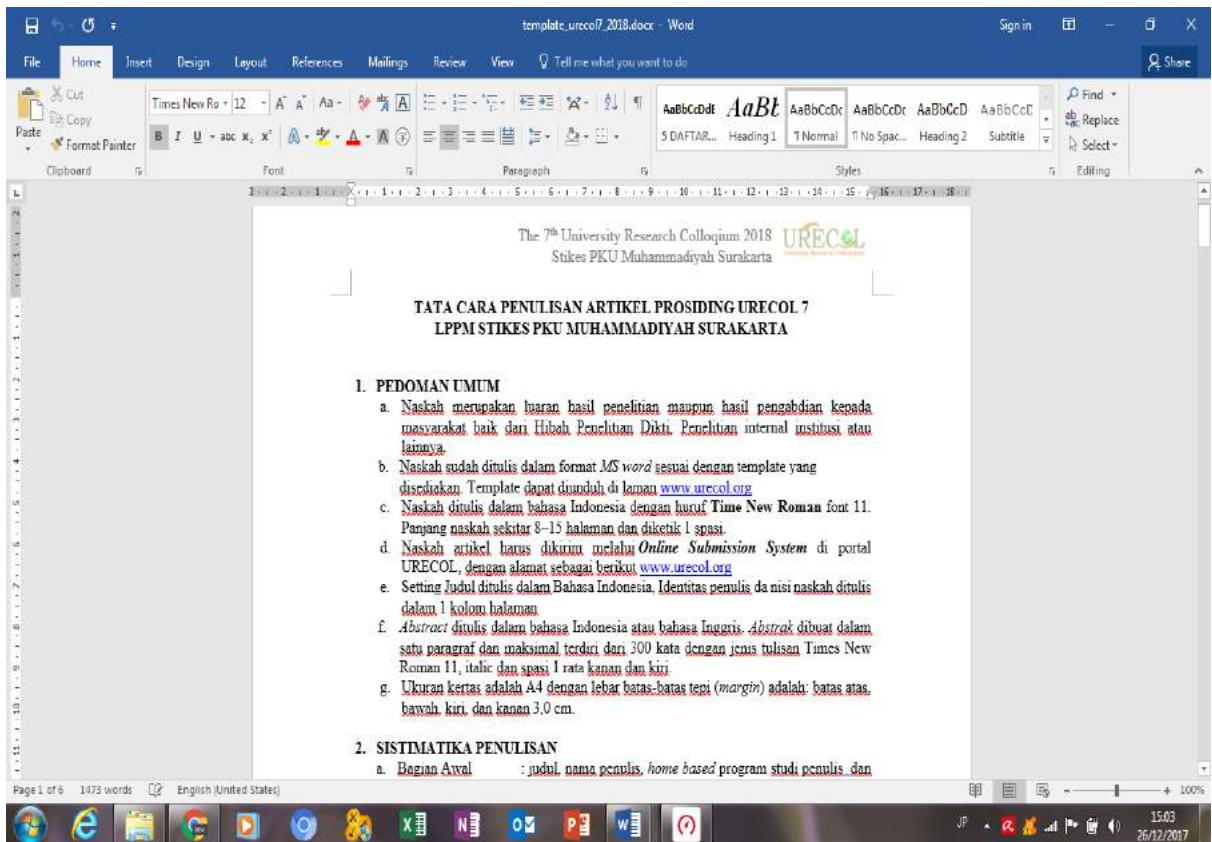 template_urecol7_2018.docx - Word
Sign in
File Home Insert Design Layout References Mailings Review View Tell me what you want to do
Share
Paste
Cut
Copy
Format Painter
Times New Ro 12
AaBbCcDdE AaBb AaBbCcDc AaBbCcDc AaBbCcD AaBbCcD
5 DAFTAR... Heading 1 ¶ Normal ¶ No Spac... Heading 2 Subtitle
Find
Replace
Select
Clipboard Font Paragraph Styles Editing
The 7th University Research Colloqium 2018
Stikes PKU Muhammadiyah Surakarta
URECOL
TATA CARA PENULISAN ARTIKEL PROSIDING URECOL 7
LPPM STIKES PKU MUHAMMADIYAH SURAKARTA
1. PEDOMAN UMUM
a. Naskah merupakan luaran hasil penelitian maupun hasil pengabdian kepada
masyarakat baik dari Hibah Penelitian Dikti, Penelitian internal institusi atau
lainnya.
b. Naskah sudah ditulis dalam format MS word sesuai dengan template yang
disediakan. Template dapat diunduh di laman www.urecol.org
c. Naskah ditulis dalam bahasa Indonesia dengan huruf Time New Roman font 11.
Panjang naskah sekitar 8–15 halaman dan diketik 1 spasi.
d. Naskah artikel harus dikirim melalui Online Submission System di portal
URECOL, dengan alamat sebagai berikut www.urecol.org
e. Setting Judul ditulis dalam Bahasa Indonesia, Identitas penulis da nisi naskah ditulis
dalam 1 kolom halaman
f. Abstract ditulis dalam bahasa Indonesia atau bahasa Inggris. Abstrak dibuat dalam
satu paragraf dan maksimal terdiri dari 300 kata dengan jenis tulisan Times New
Roman 11, italic dan spasi 1 rata kanan dan kiri.
g. Ukuran kertas adalah A4 dengan lebar batas-batas tepi (margin) adalah: batas atas,
bawah, kiri, dan kanan 3,0 cm.
2. SISTIMATIKA PENULISAN
a. Bagian Awal : judul, nama penulis, home based program studi penulis dan
Page 1 of 6 1473 words English (United States)
100%
JP
15:03
26/12/2017